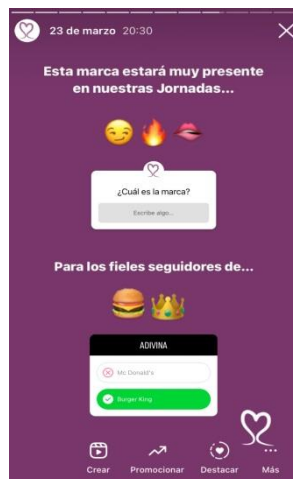 23 de marzo 20:30
Esta marca estará muy presente
en nuestras Jornadas...
¿Cuál es la marca?
Escribe algo...
Para los fieles seguidores de...
ADIVINA
Mc Donald's
Burger King
Crear Promocionar Destacar Más